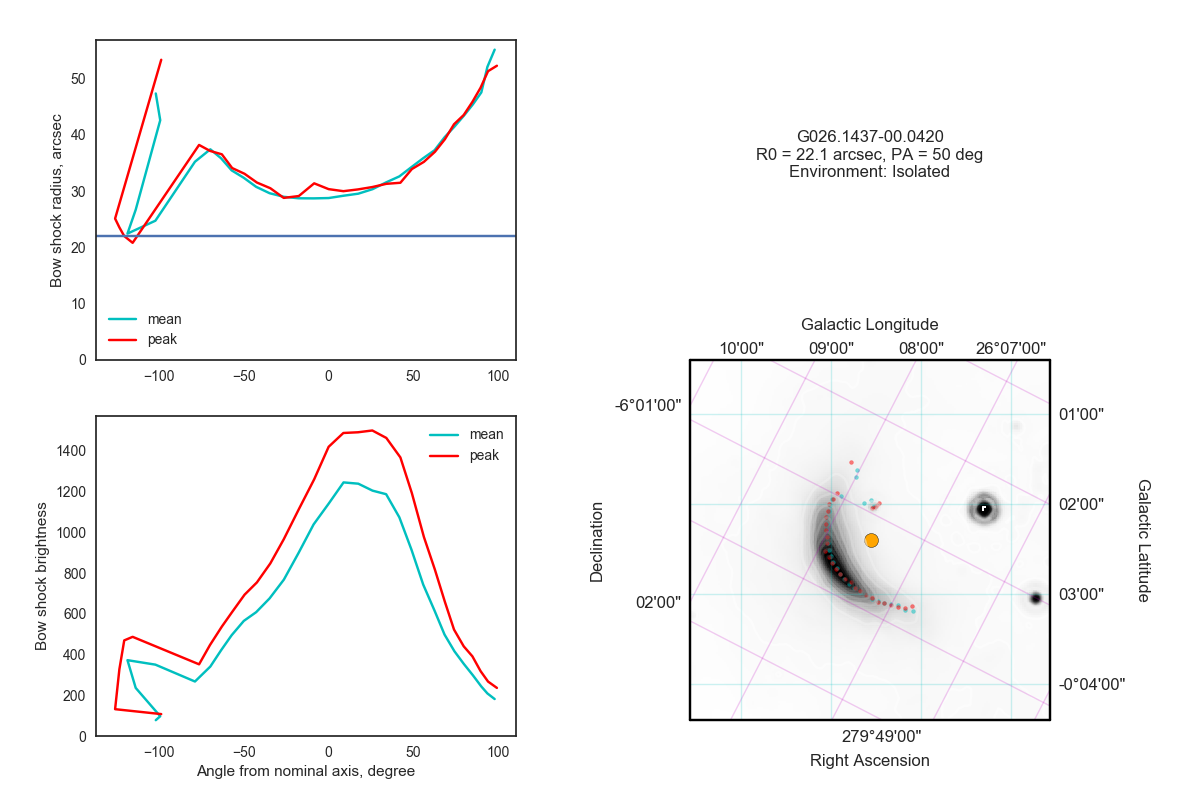 Bow shock radius, arcsec
50
40
30
20
10
0
mean
peak
−100
−50
0
50
100
Bow shock brightness
1400
1200
1000
800
600
400
200
0
mean
peak
−100
−50
0
50
100
Angle from nominal axis, degree
G026.1437-00.0420
R0 = 22.1 arcsec, PA = 50 deg
Environment: Isolated
Galactic Longitude
10'00"
09'00"
08'00"
26°07'00"
-6°01'00"
02'00"
Declination
01'00"
02'00"
03'00"
-0°04'00"
Galactic Latitude
279°49'00"
Right Ascension